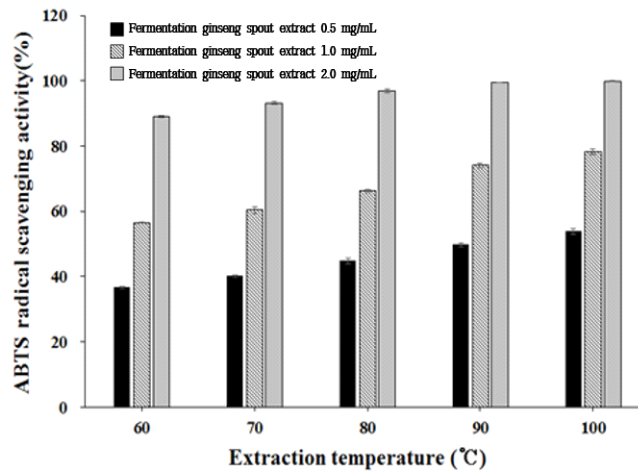 120
100
80
60
40
20
0
ABTS radical scavenging activity(%)
Fermentation ginseng spout extract 0.5 mg/mL
Fermentation ginseng spout extract 1.0 mg/mL
Fermentation ginseng spout extract 2.0 mg/mL
60 70 80 90 100
Extraction temperature (℃)